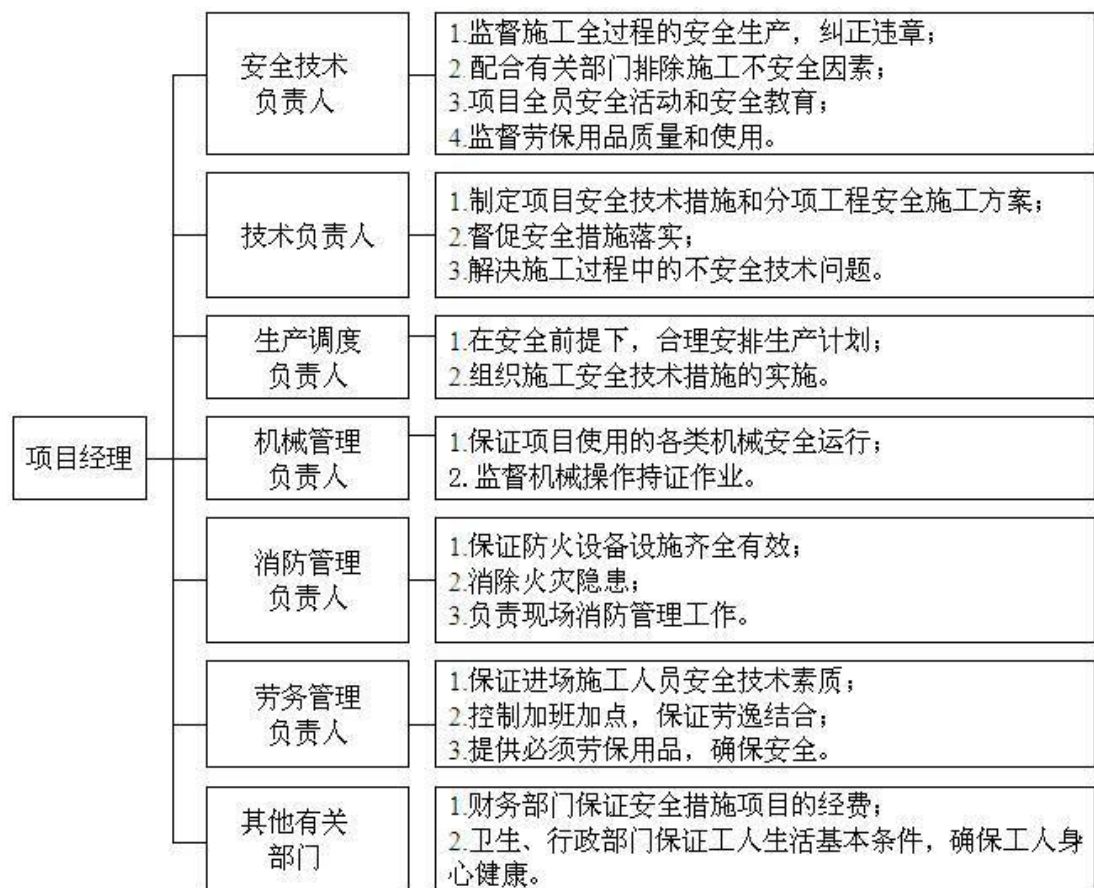 安全技术
负责人
1.监督施工全过程的安全生产，纠正违章；
2.配合有关部门排除施工不安全因素；
3.项目全员安全活动和安全教育；
4.监督劳保用品质量和使用。
技术负责人
1.制定项目安全技术措施和分项工程安全施工方案；
2.督促安全措施落实；
3.解决施工过程中的不安全技术问题。
生产调度
负责人
1.在安全前提下，合理安排生产计划；
2.组织施工安全技术措施的实施。
项目经理
机械管理
负责人
1.保证项目使用的各类机械安全运行；
2.监督机械操作持证作业。
消防管理
负责人
1.保证防火设备设施齐全有效；
2.消除火灾隐患；
3.负责现场消防管理工作。
劳务管理
负责人
1.保证进场施工人员安全技术素质；
2.控制加班加点，保证劳逸结合；
3.提供必须劳保用品，确保安全。
其他有关
部门
1.财务部门保证安全措施项目的经费；
2.卫生、行政部门保证工人生活基本条件，确保工人身
心健康。